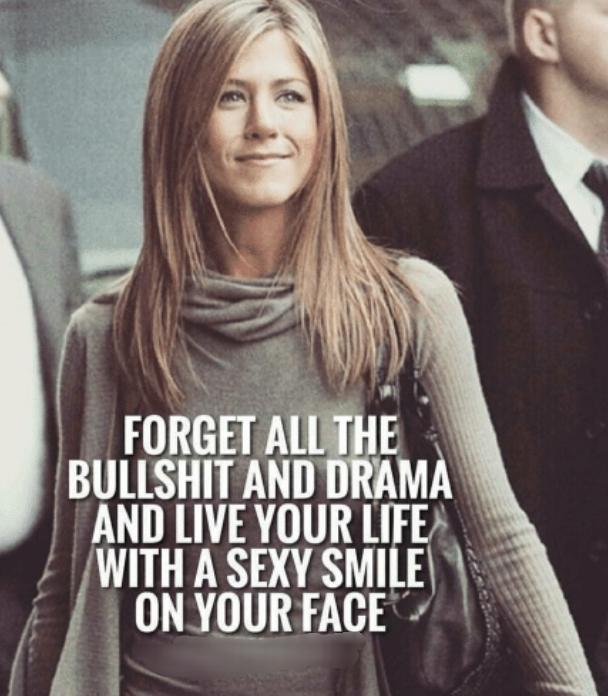 FORGET ALL THE
BULLSHIT AND DRAMA
AND LIVE YOUR LIFE
WITH A SEXY SMILE
ON YOUR FACE